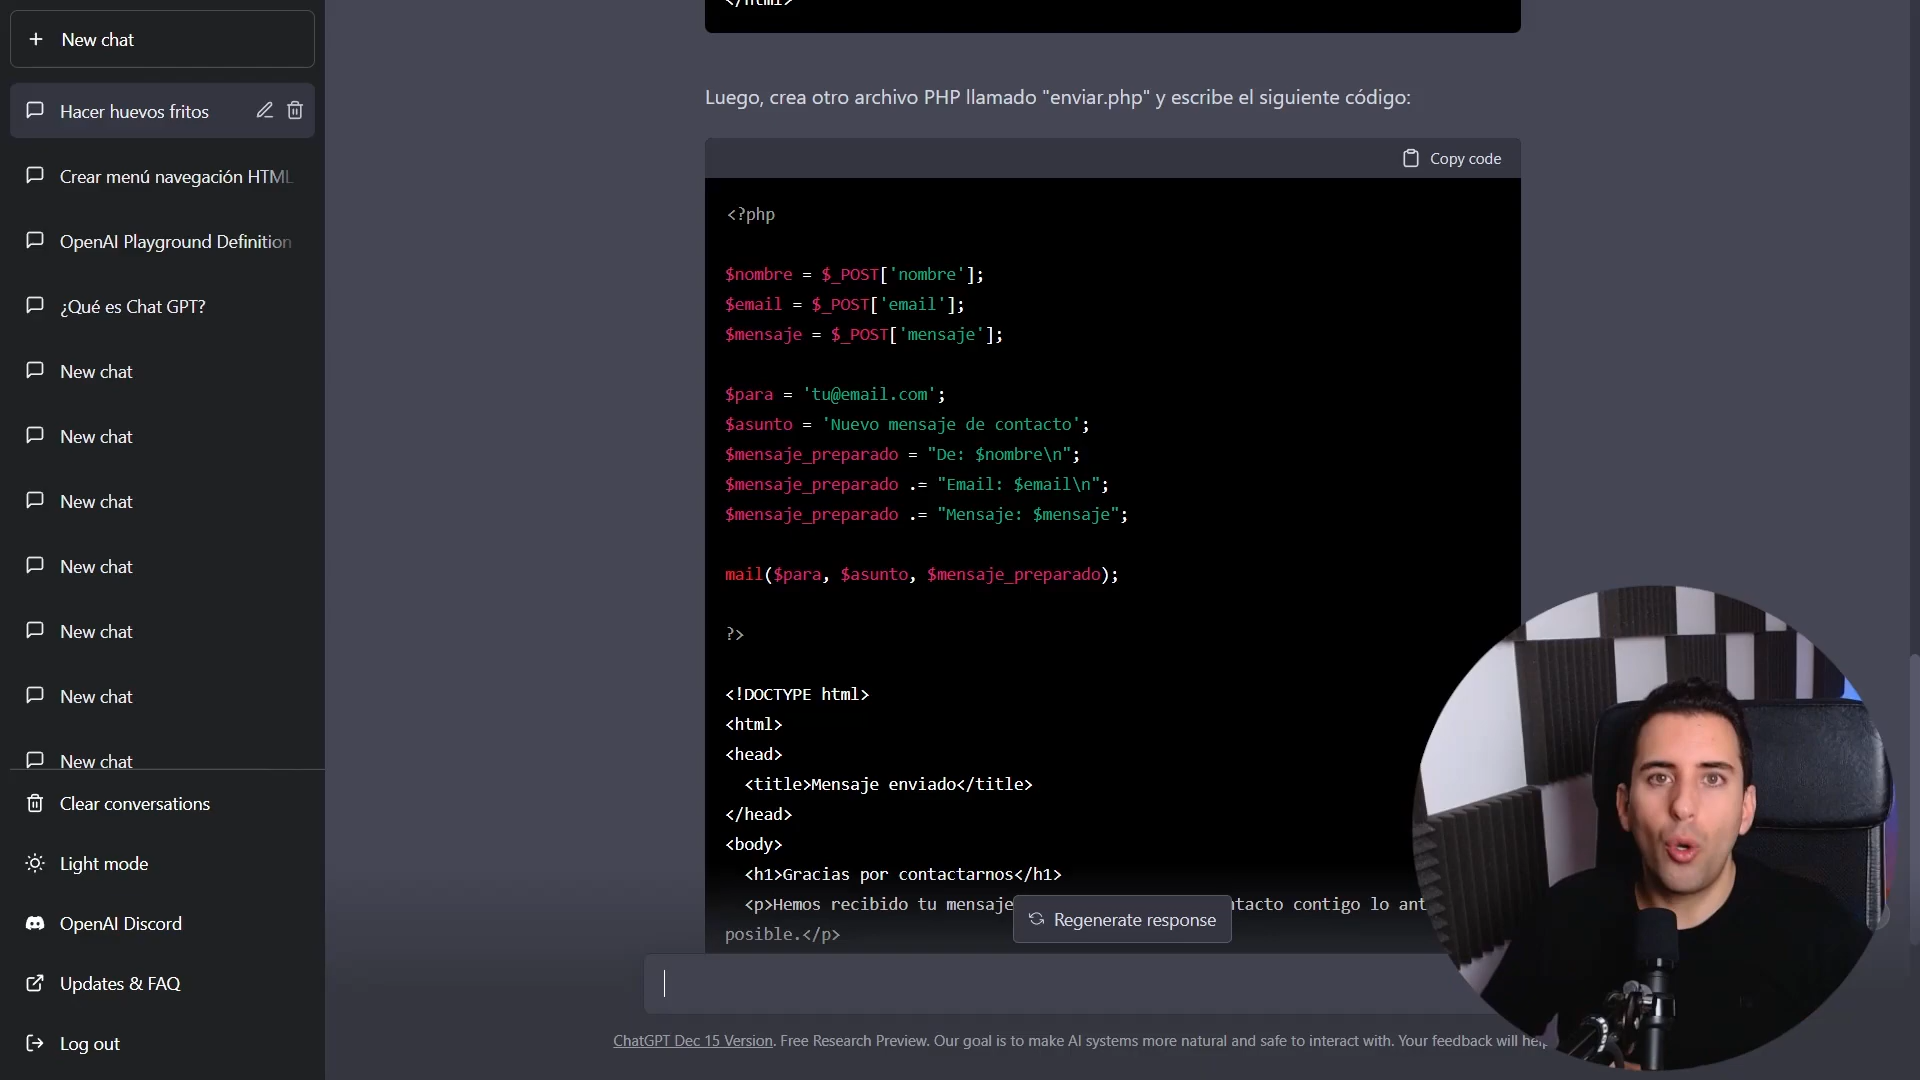 New chat
Hacer huevos fritos
Crear menú navegación HTML
OpenAI Playground Definition
¿Qué es Chat GPT?
New chat
New chat
New chat
New chat
New chat
New chat
New chat
Clear conversations
Light mode
OpenAI Discord
Updates & FAQ
Log out
</html>
Luego, crea otro archivo PHP llamado "enviar.php" y escribe el siguiente código:
Copy code
<?php
$nombre = $_POST['nombre'];
$email = $_POST['email'];
$mensaje = $_POST['mensaje'];
$para = 'tu@email.com';
$asunto = 'Nuevo mensaje de contacto';
$mensaje_preparado = "De: $nombre\n";
$mensaje_preparado .= "Email: $email\n";
$mensaje_preparado .= "Mensaje: $mensaje";
mail($para, $asunto, $mensaje_preparado);
?>
<!DOCTYPE html>
<html>
<head>
<title>Mensaje enviado</title>
</head>
<body>
<h1>Gracias por contactarnos</h1>
<p>Hemos recibido tu mensaje ntacto contigo lo ant
posible.</p>
Regenerate response
ChatGPT Dec 15 Version. Free Research Preview. Our goal is to make AI systems more natural and safe to interact with. Your feedback will help